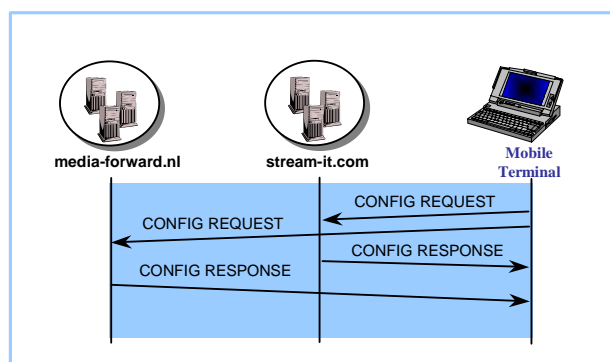 media-forward.nl
stream-it.com
Mobile
Terminal
CONFIG REQUEST
CONFIG REQUEST
CONFIG RESPONSE
CONFIG RESPONSE